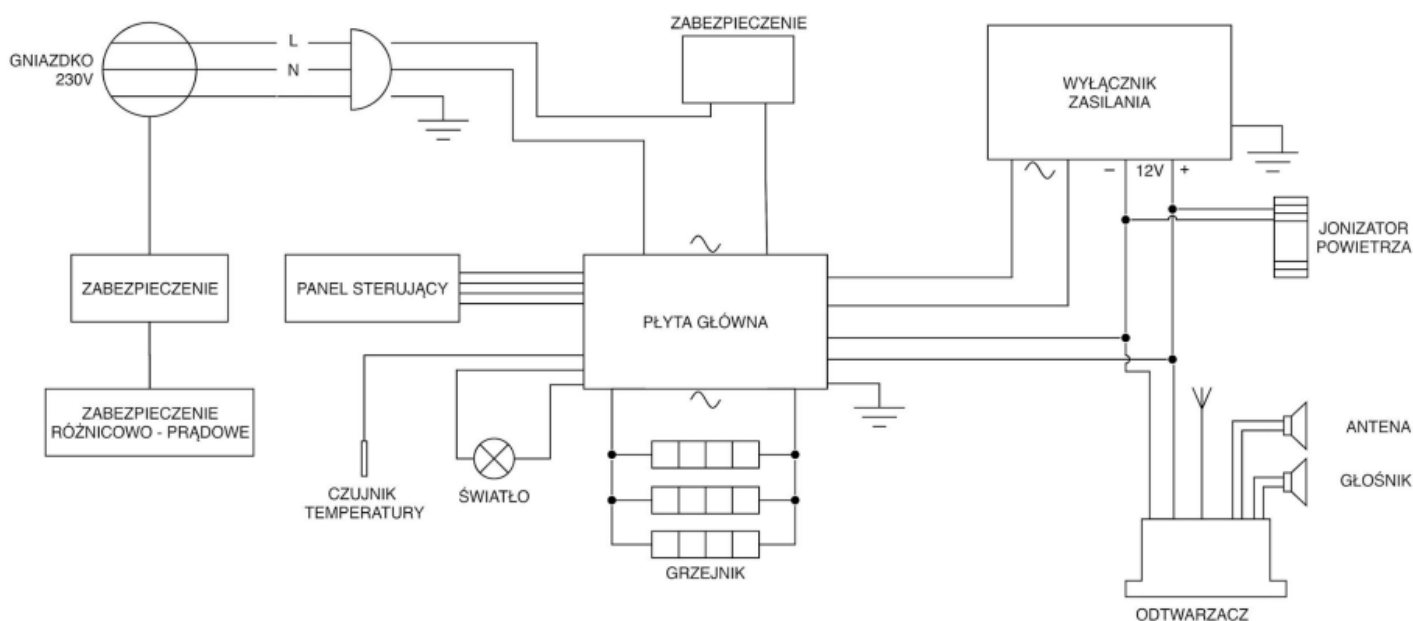 ZABEZPIECZENIE
GNIAZDKO
230V
L
N
WYŁĄCZNIK
ZASILANIA
– 12V +
JONIZATOR
POWIETRZA
ZABEZPIECZENIE
PANEL STERUJĄCY
PŁYTA GŁÓWNA
ZABEZPIECZENIE
RÓŻNICOWO - PRĄDOWE
CZUJNIK
TEMPERATURY
ŚWIATŁO
GRZEJNIK
ANTENA
GŁOŚNIK
ODTWARZACZ